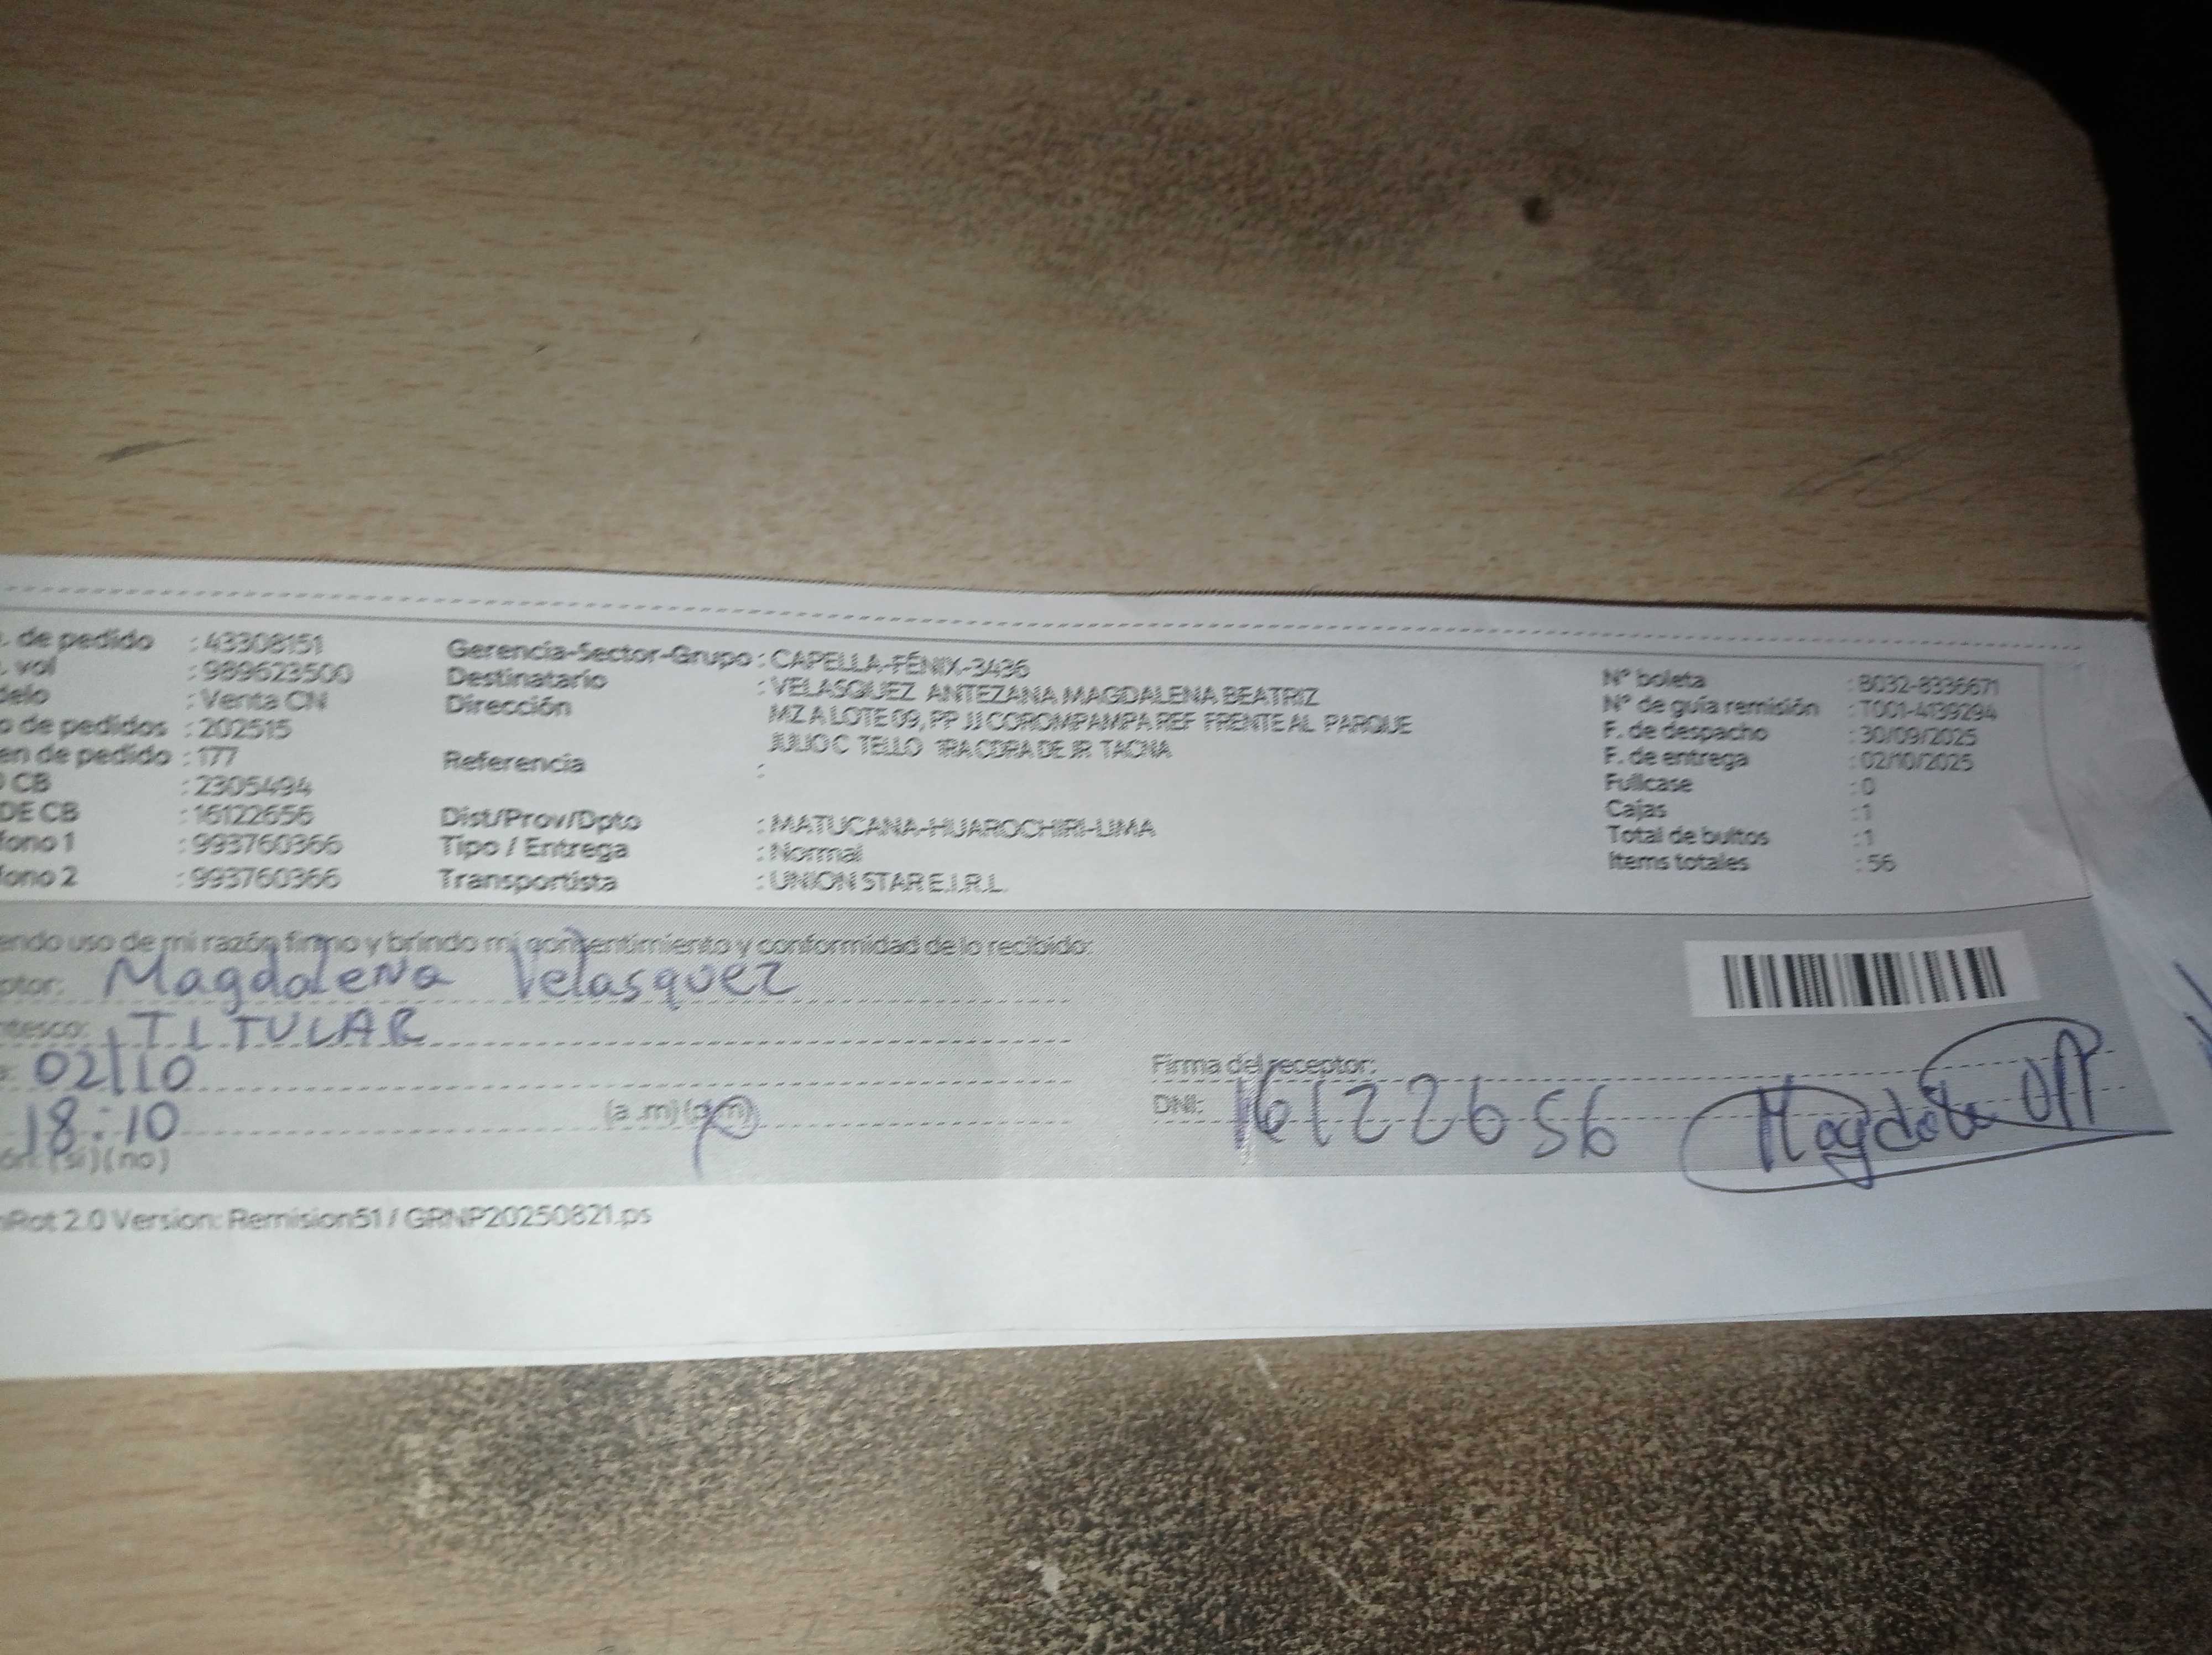 . de pedido : 43308151 Gerencia-Sector-Grupo : CAPELLA-FÉNIX-3436 N° boleta : B032-8336671
. vol : 989623500 Destinatario : VELASQUEZ ANTEZANA MAGDALENA BEATRIZ N° de guía remisión : T001-4139294
delo : Venta CN Dirección MZ A LOTE 09, PP JJ COROMPAMPA REF FRENTE AL PARQUE F. de despacho : 30/09/2025
o de pedidos : 202515 JULIO C TELLO 1RA CDRA DE JR TACNA F. de entrega : 02/10/2025
en de pedido : 177 Referencia : Fullcase : 0
CB : 2305494 Cajas : 1
DE CB : 16122656 Dist/Prov/Dpto : MATUCANA-HUAROCHIRI-LIMA Total de bultos : 1
fono 1 : 993760366 Tipo / Entrega : Normal Items totales : 56
fono 2 : 993760366 Transportista : UNION STAR E.I.R.L.
endo uso de mi razón firmo y brindo mi consentimiento y conformidad de lo recibido:
ptor: Magdalena Velasquez
ntesco: TITULAR
02/10 Firma del receptor:
18:10 (a .m) (p.m) DNI: 16122656 Magdale
(si) (no)
Rot 2.0 Version: Remision51 / GRNP20250821.ps